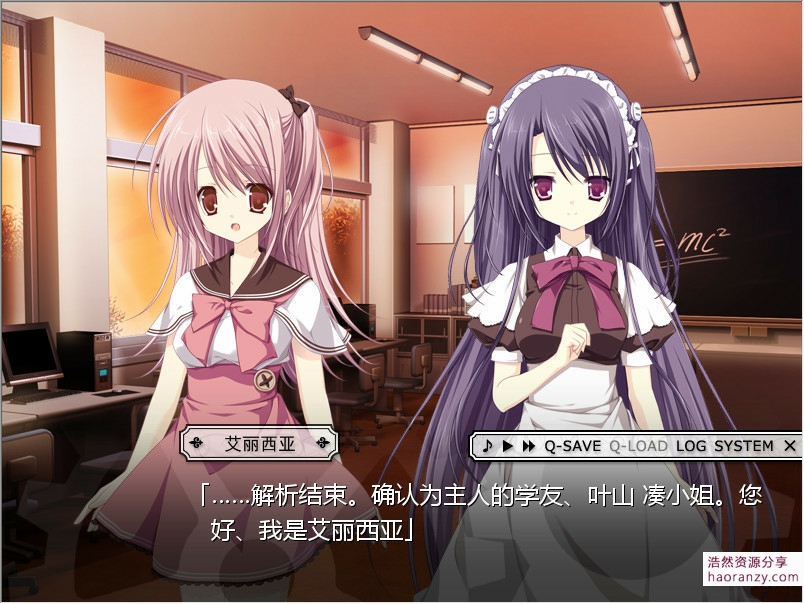 = mc²
艾丽西亚
Q-SAVE Q-LOAD LOG SYSTEM
「……解析结束。确认为主人的学友、叶山 凑小姐。您
好、我是艾丽西亚」
浩然资源分享
haoranzy.com